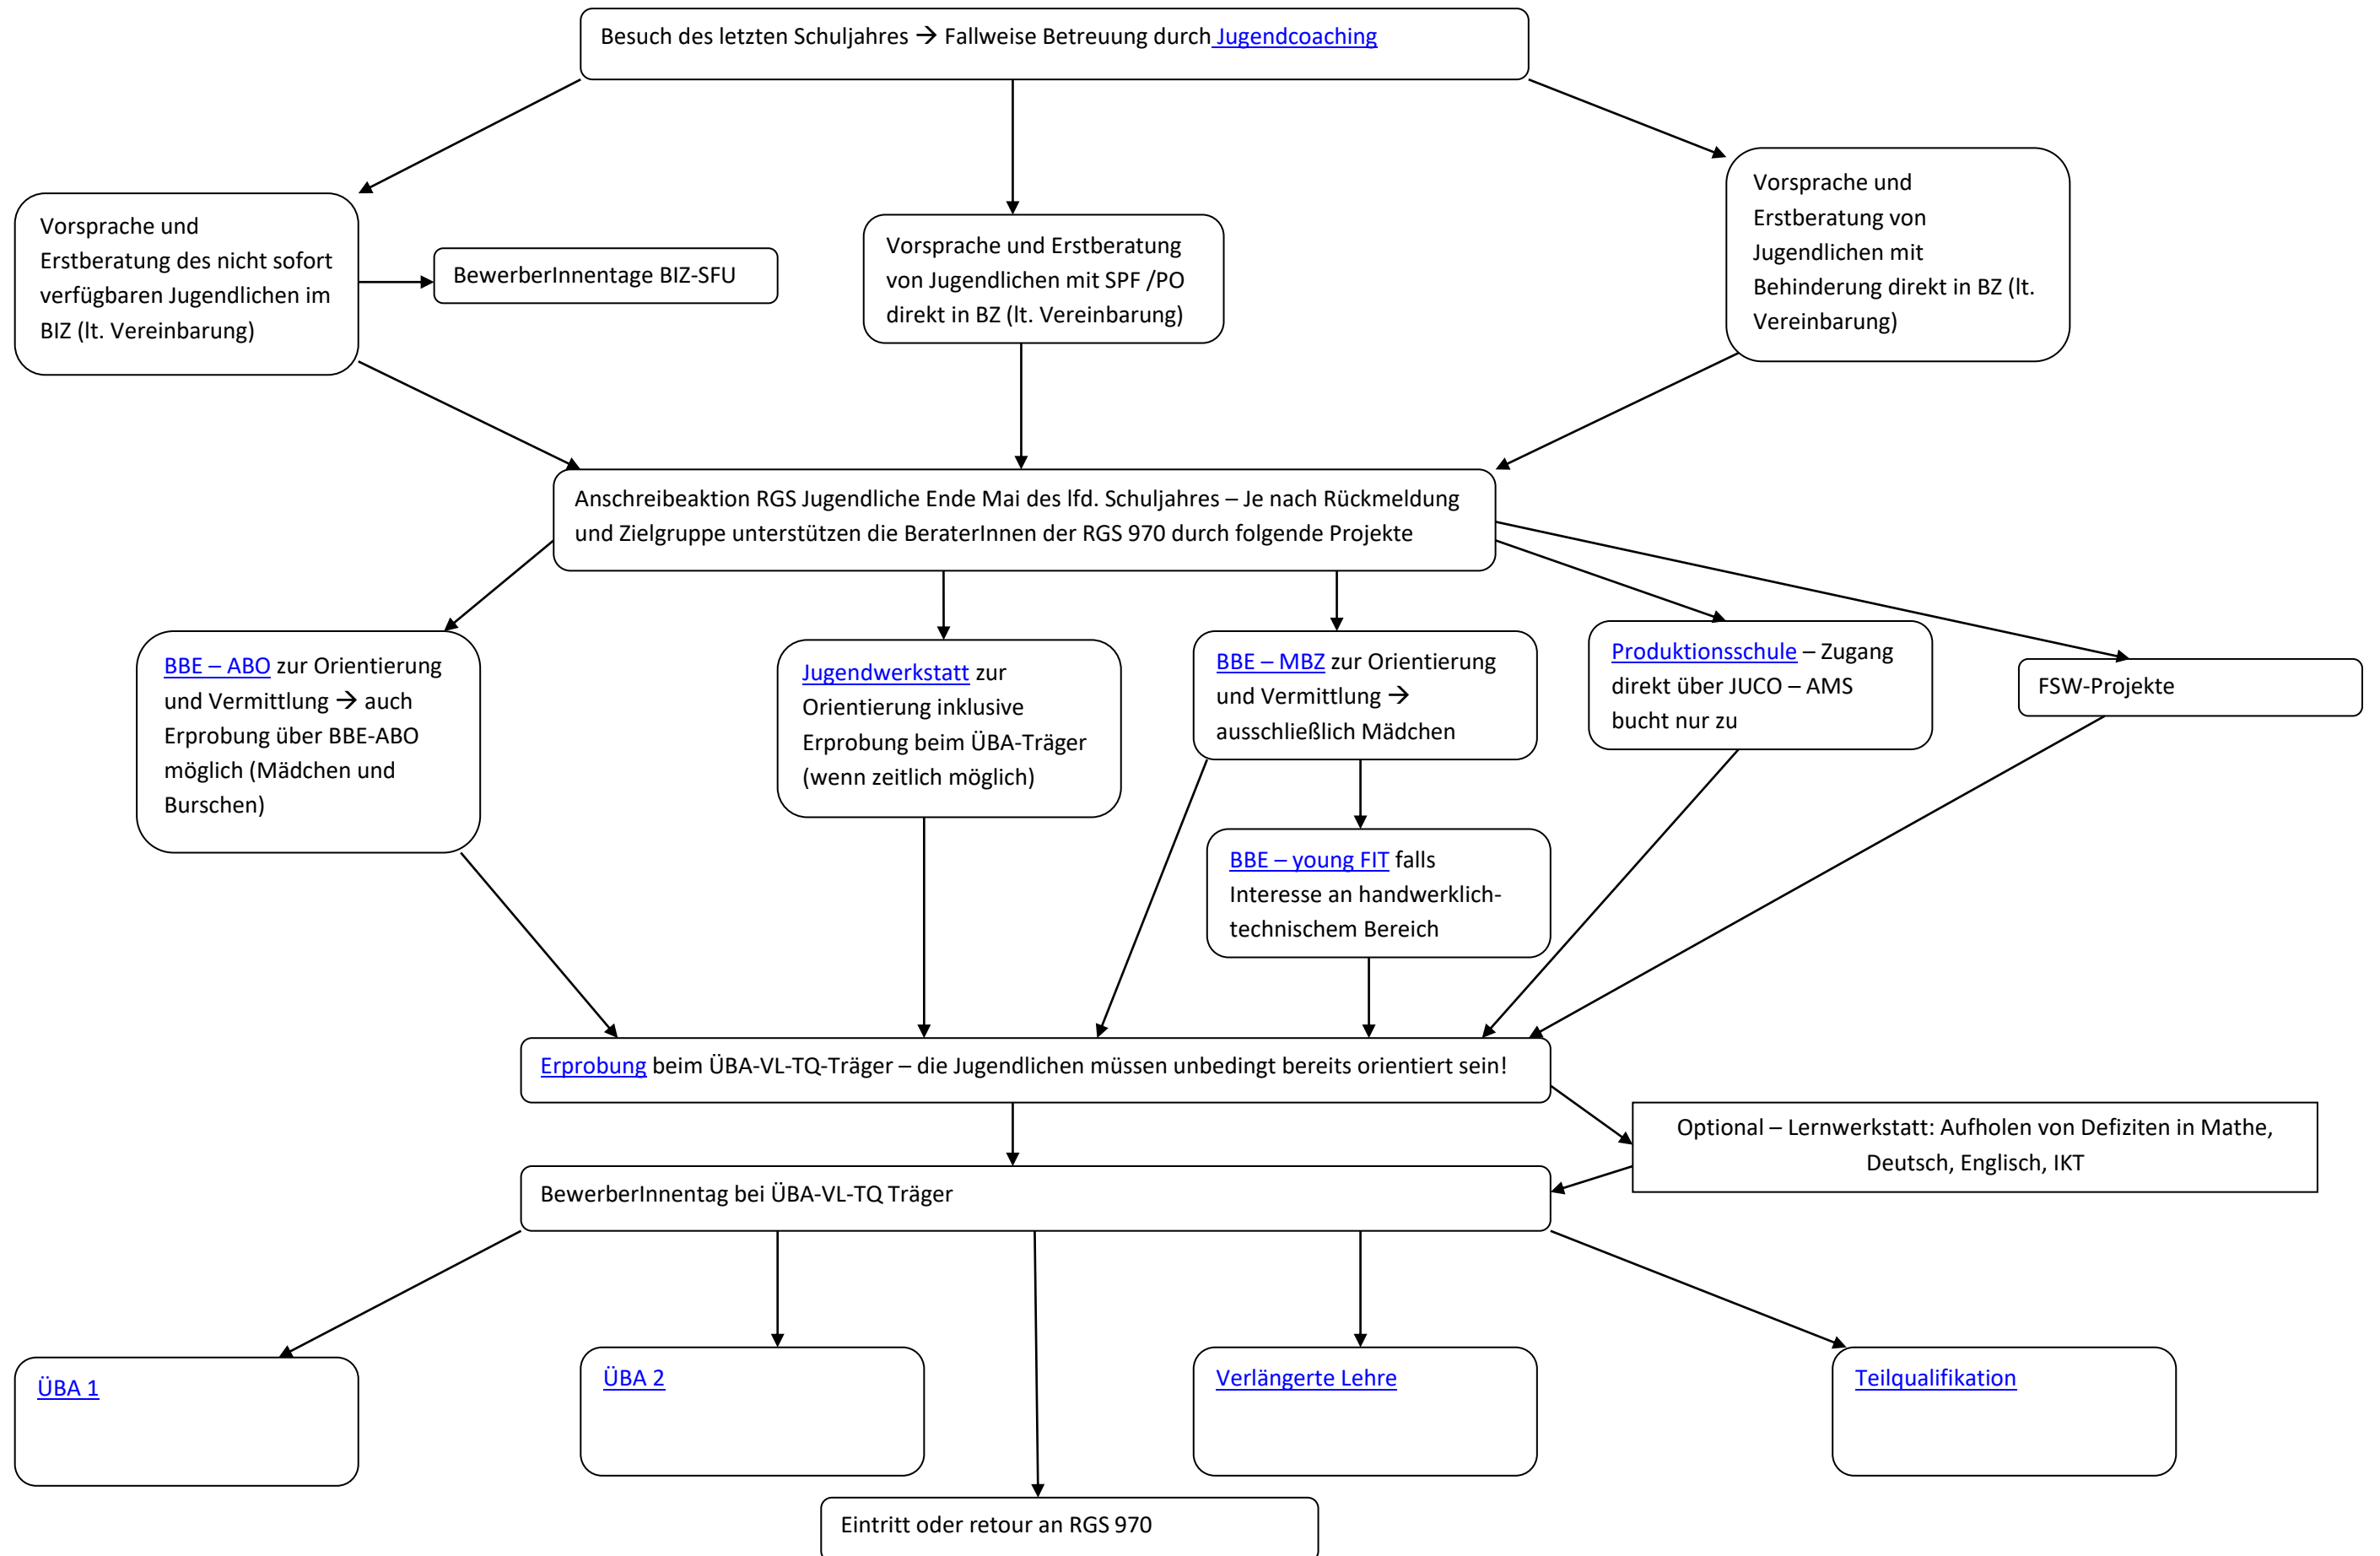 Besuch des letzten Schuljahres → Fallweise Betreuung durch Jugendcoaching
Vorsprache und
Erstberatung des nicht sofort
verfügbaren Jugendlichen im
BIZ (lt. Vereinbarung)
BewerberInnentage BIZ-SFU
Vorsprache und Erstberatung
von Jugendlichen mit SPF /PO
direkt in BZ (lt. Vereinbarung)
Vorsprache und
Erstberatung von
Jugendlichen mit
Behinderung direkt in BZ (lt.
Vereinbarung)
Anschreibeaktion RGS Jugendliche Ende Mai des lfd. Schuljahres – Je nach Rückmeldung
und Zielgruppe unterstützen die BeraterInnen der RGS 970 durch folgende Projekte
BBE – ABO zur Orientierung
und Vermittlung → auch
Erprobung über BBE-ABO
möglich (Mädchen und
Burschen)
Jugendwerkstatt zur
Orientierung inklusive
Erprobung beim ÜBA-Träger
(wenn zeitlich möglich)
BBE – MBZ zur Orientierung
und Vermittlung →
ausschließlich Mädchen
Produktionsschule – Zugang
direkt über JUCO – AMS
bucht nur zu
FSW-Projekte
BBE – young FIT falls
Interesse an handwerklich-
technischem Bereich
Erprobung beim ÜBA-VL-TQ-Träger – die Jugendlichen müssen unbedingt bereits orientiert sein!
Optional – Lernwerkstatt: Aufholen von Defiziten in Mathe,
Deutsch, Englisch, IKT
BewerberInnentag bei ÜBA-VL-TQ Träger
ÜBA 1
ÜBA 2
Verlängerte Lehre
Teilqualifikation
Eintritt oder retour an RGS 970